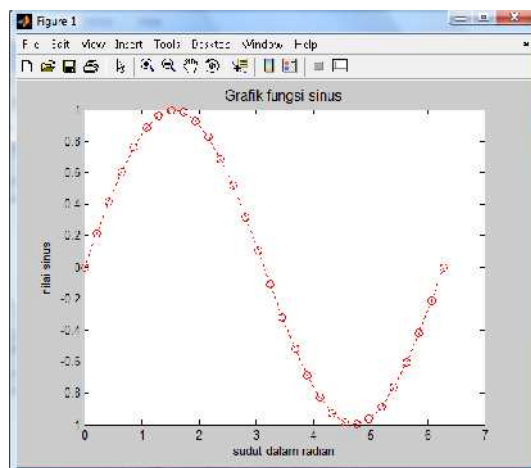 Figure 1
File Edit View Insert Tools Desktop Window Help
Grafik fungsi sinus
1
0.8
0.6
0.4
0.2
0
-0.2
-0.4
-0.6
-0.8
-1
nilai sinus
0 1 2 3 4 5 6 7
sudut dalam radian